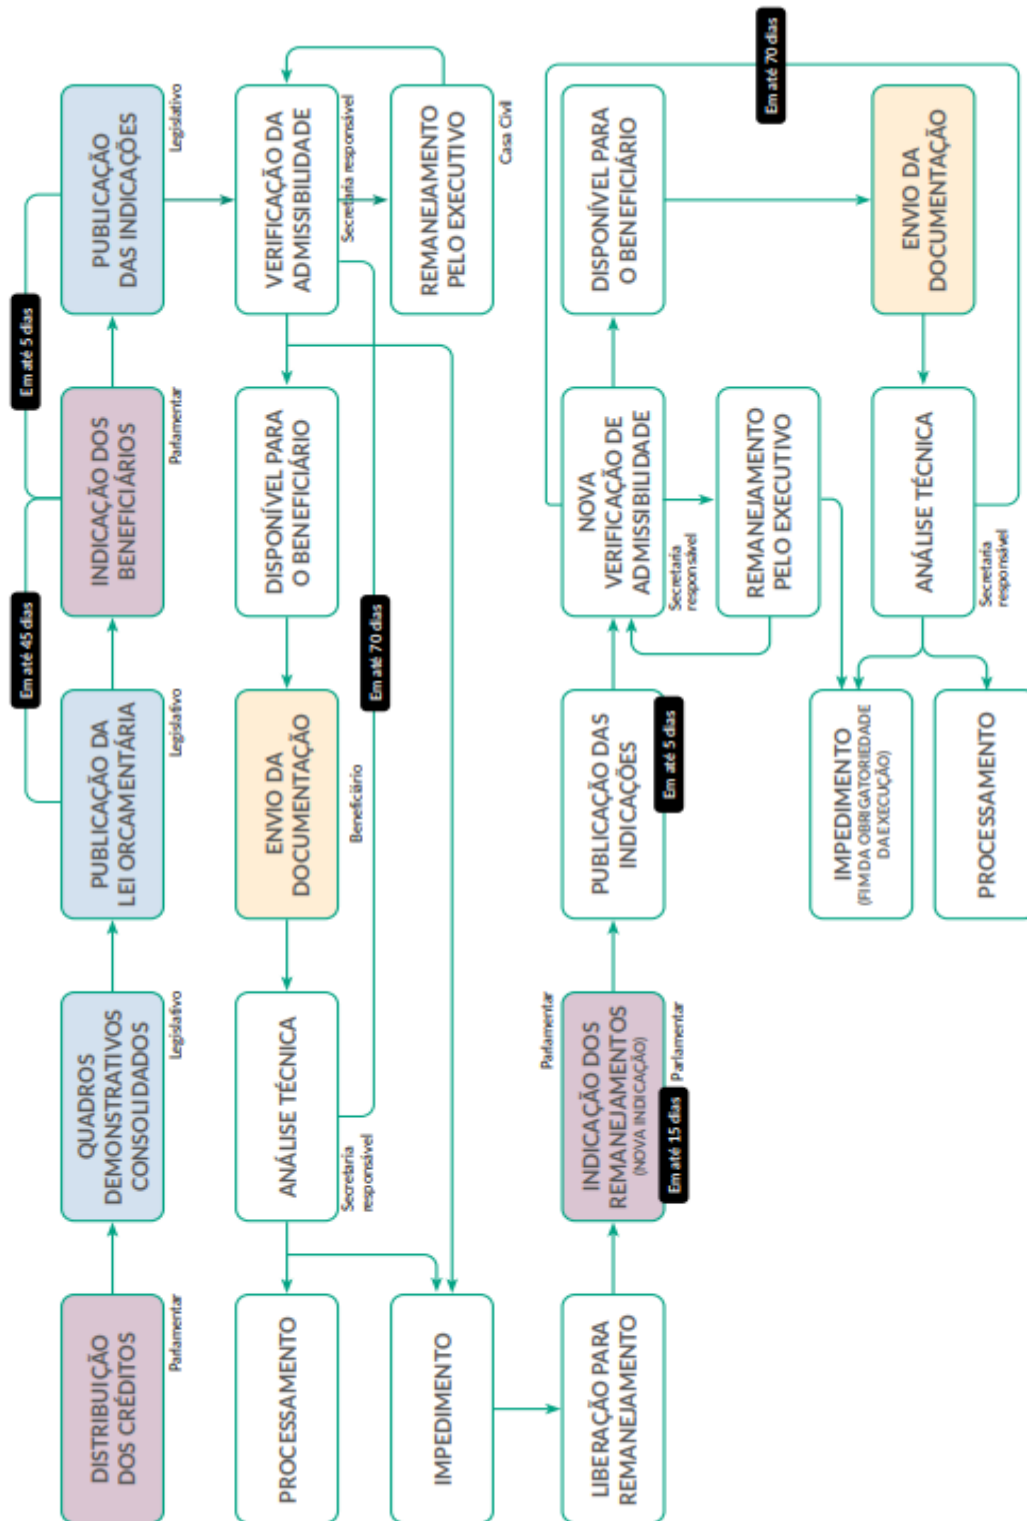 Em até 45 dias
Em até 5 dias
DISTRIBUIÇÃO
DOS CRÉDITOS
Parlamentar
QUADROS
DEMONSTRATIVOS
CONSOLIDADOS
Legislativo
PUBLICAÇÃO DA
LEI ORCAMENTÁRIA
Legislativo
INDICAÇÃO DOS
BENEFICIÁRIOS
Parlamentar
PUBLICAÇÃO
DAS INDICAÇÕES
Legislativo
PROCESSAMENTO
ANÁLISE TÉCNICA
Secretaria
responsável
ENVIO DA
DOCUMENTAÇÃO
Beneficiário
DISPONÍVEL PARA
O BENEFICIÁRIO
VERIFICAÇÃO DA
ADMISSIBILIDADE
Secretaria responsável
Em até 70 dias
IMPEDIMENTO
REMANEJAMENTO
PELO EXECUTIVO
Casa Civil
LIBERAÇÃO PARA
REMANEJAMENTO
Parlamentar
INDICAÇÃO DOS
REMANEJAMENTOS
(NOVA INDICAÇÃO)
Em até 15 dias
Parlamentar
PUBLICAÇÃO DAS
INDICAÇÕES
Em até 5 dias
NOVA
VERIFICAÇÃO DE
ADMISSIBILIDADE
Secretaria
responsável
DISPONÍVEL PARA
O BENEFICIÁRIO
REMANEJAMENTO
PELO EXECUTIVO
Em até 70 dias
IMPEDIMENTO
(FIM DA OBRIGATORIEDADE
DA EXECUÇÃO)
ANÁLISE TÉCNICA
Secretaria
responsável
ENVIO DA
DOCUMENTAÇÃO
PROCESSAMENTO